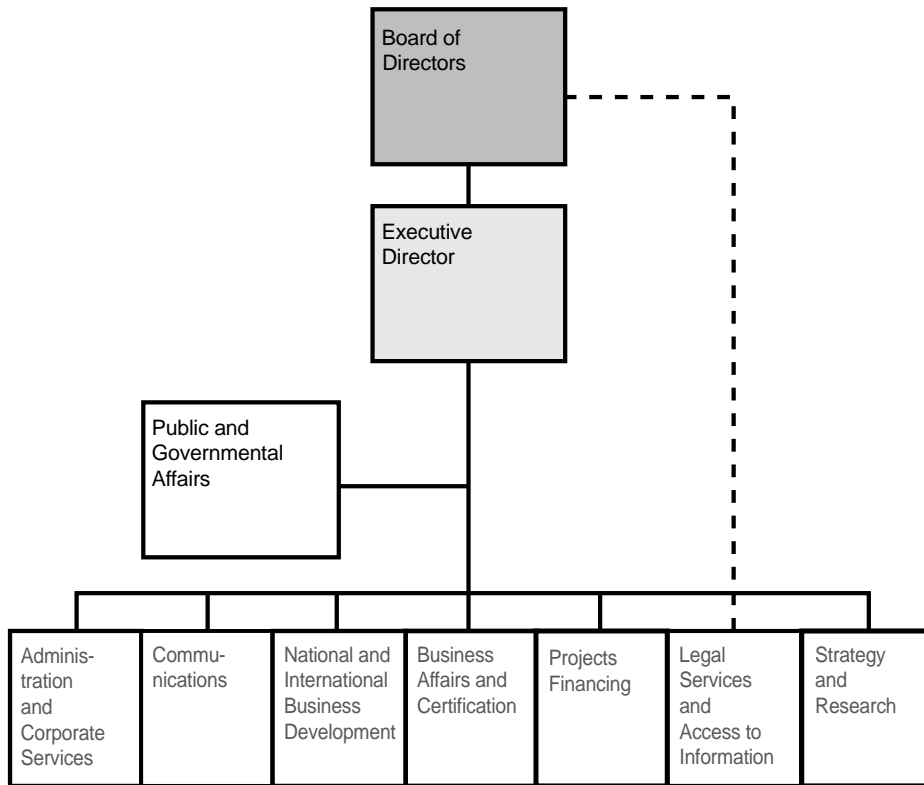 Board of
Directors
Executive
Director
Public and
Governmental
Affairs
Adminis-
tration
and
Corporate
Services
Commu-
nications
National and
International
Business
Development
Business
Affairs and
Certification
Projects
Financing
Legal
Services
and
Access to
Information
Strategy
and
Research